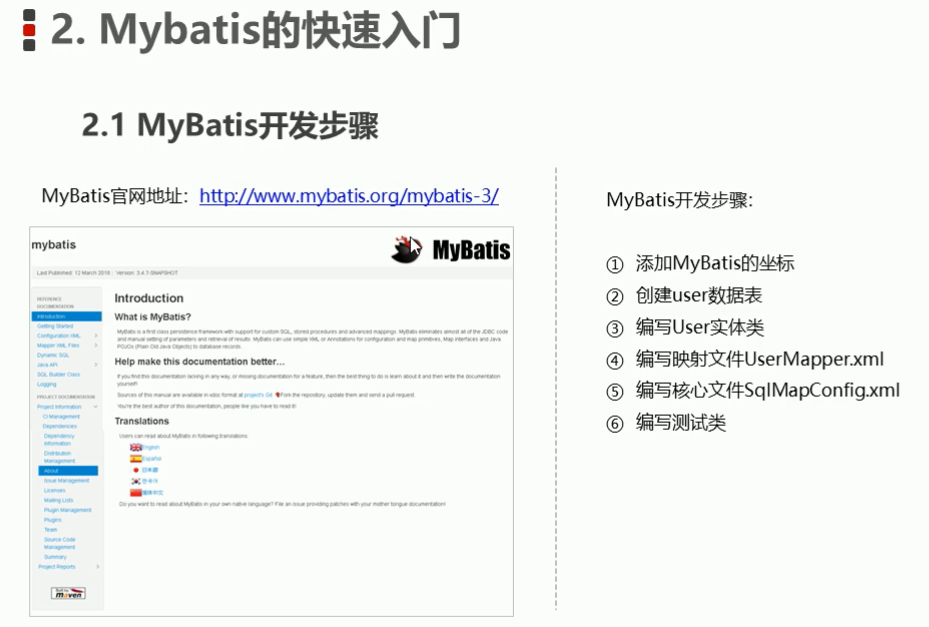 2. Mybatis的快速入门
2.1 MyBatis开发步骤
MyBatis官网地址：http://www.mybatis.org/mybatis-3/
mybatis
MyBatis
Last Published: 12 March 2018 | Version: 3.4.7-SNAPSHOT
REFERENCE
DOCUMENTATION
Introduction
Getting Started
Configuration XML
Mapper XML Files
Dynamic SQL
Java API
SQL Builder Class
Logging
PROJECT DOCUMENTATION
Project Information
CI Management
Dependencies
Dependency
Information
Distribution
Management
About
Issue Management
Licenses
Mailing Lists
Plugin Management
Plugins
Team
Source Code
Management
Summary
Project Reports
maven
Introduction
What is MyBatis?
MyBatis is a first class persistence framework with support for custom SQL, stored procedures and advanced mappings. MyBatis eliminates almost all of the JDBC code
and manual setting of parameters and retrieval of results. MyBatis can use simple XML or Annotations for configuration and map primitives, Map interfaces and Java
POJOs (Plain Old Java Objects) to database records.
Help make this documentation better…
If you find this documentation lacking in any way, or missing documentation for a feature, then the best thing to do is learn about it and then write the documentation
yourself!
Sources of this manual are available in xdoc format at project's Git Fork the repository, update them and send a pull request.
You're the best author of this documentation, people like you have to read it!
Translations
Users can read about MyBatis in following translations:
English
Español
日本語
한국어
简体中文
Do you want to read about MyBatis in your own native language? File an issue providing patches with your mother tongue documentation!
MyBatis开发步骤：
① 添加MyBatis的坐标
② 创建user数据表
③ 编写User实体类
④ 编写映射文件UserMapper.xml
⑤ 编写核心文件SqlMapConfig.xml
⑥ 编写测试类